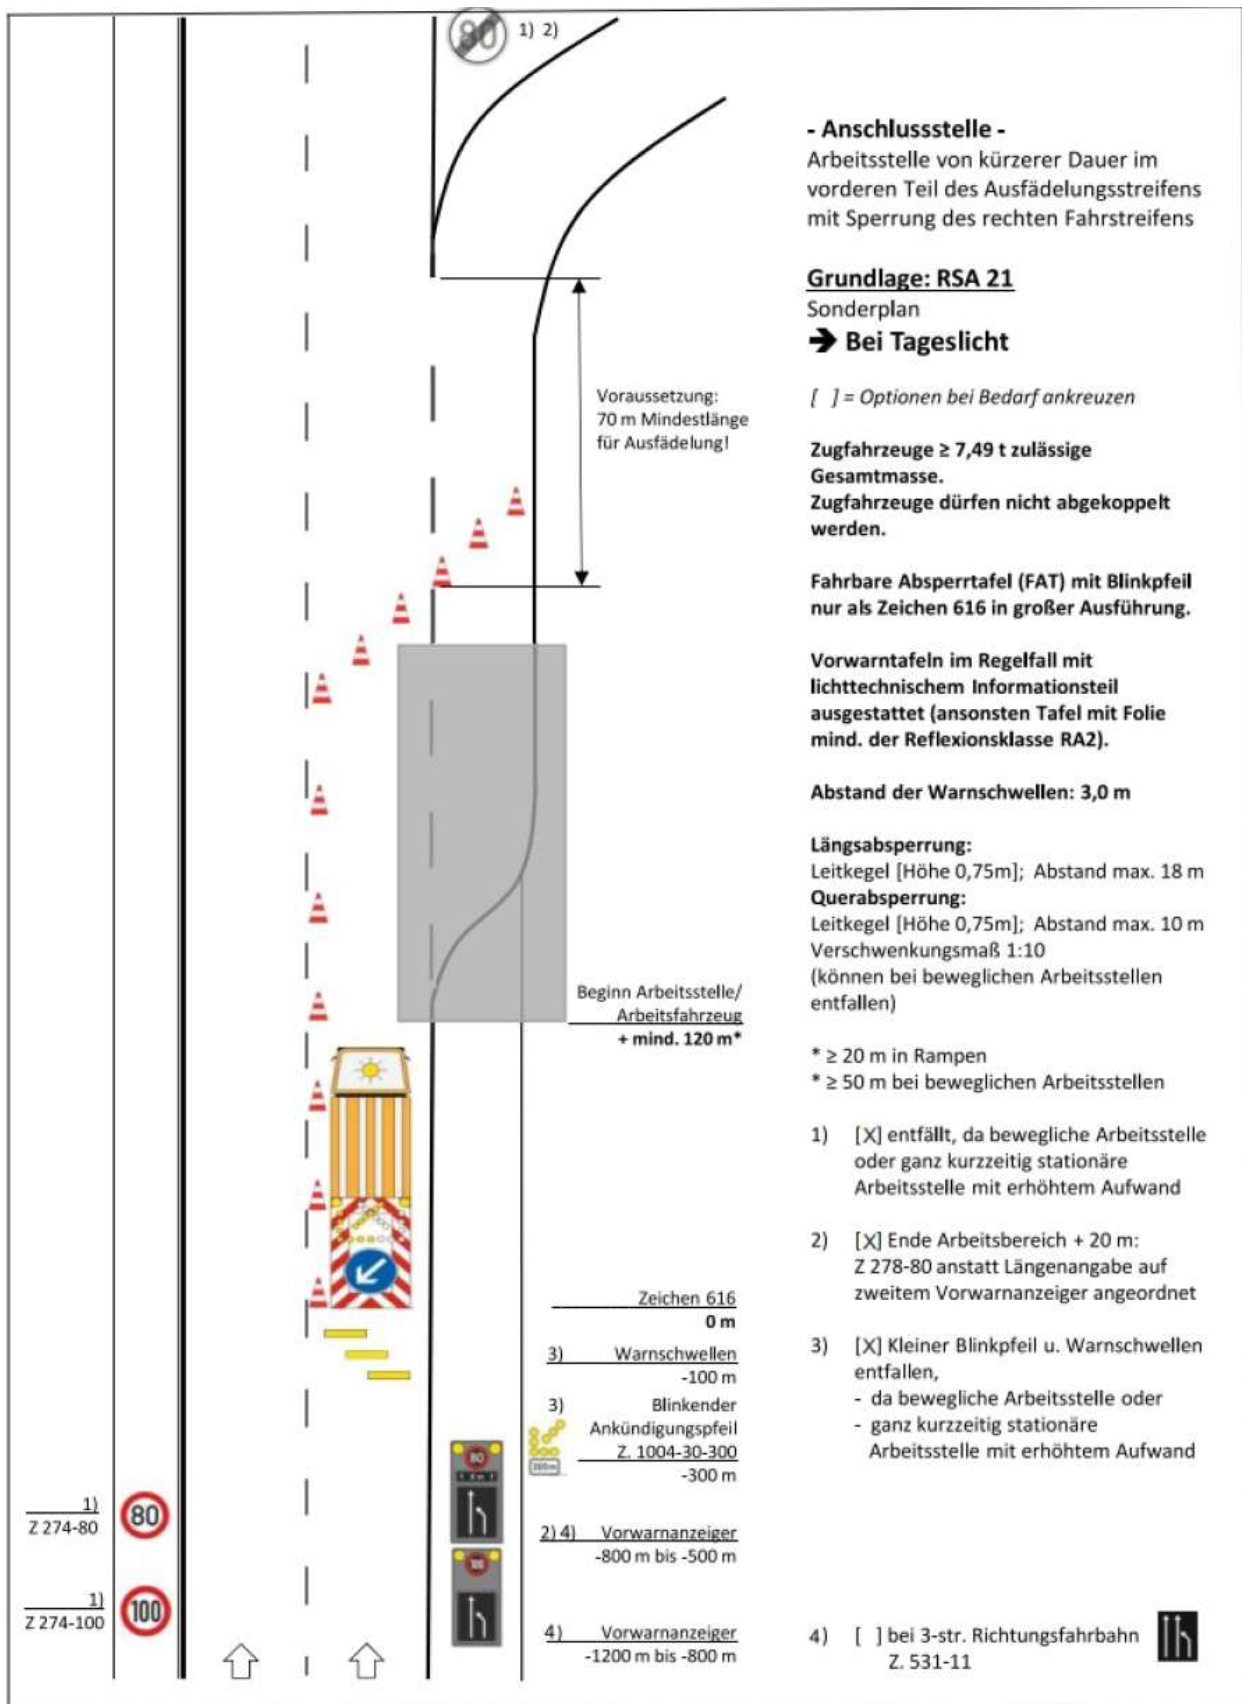 80
1) 2)
- Anschlussstelle -
Arbeitsstelle von kürzerer Dauer im
vorderen Teil des Ausfädelungsstreifens
mit Sperrung des rechten Fahrstreifens
Grundlage: RSA 21
Sonderplan
➔ Bei Tageslicht
[ ] = Optionen bei Bedarf ankreuzen
Zugfahrzeuge ≥ 7,49 t zulässige
Gesamtmasse.
Zugfahrzeuge dürfen nicht abgekoppelt
werden.
Fahrbare Absperrtafel (FAT) mit Blinkpfeil
nur als Zeichen 616 in großer Ausführung.
Vorwarntafeln im Regelfall mit
lichttechnischem Informationsteil
ausgestattet (ansonsten Tafel mit Folie
mind. der Reflexionsklasse RA2).
Abstand der Warnschwellen: 3,0 m
Längsabsperrung:
Leitkegel [Höhe 0,75m]; Abstand max. 18 m
Querabsperrung:
Leitkegel [Höhe 0,75m]; Abstand max. 10 m
Verschwenkungsmaß 1:10
(können bei beweglichen Arbeitsstellen
entfallen)
* ≥ 20 m in Rampen
* ≥ 50 m bei beweglichen Arbeitsstellen
1) [X] entfällt, da bewegliche Arbeitsstelle
oder ganz kurzzeitig stationäre
Arbeitsstelle mit erhöhtem Aufwand
2) [X] Ende Arbeitsbereich + 20 m:
Z 278-80 anstatt Längenangabe auf
zweitem Vorwarnanzeiger angeordnet
3) [X] Kleiner Blinkpfeil u. Warnschwellen
entfallen,
- da bewegliche Arbeitsstelle oder
- ganz kurzzeitig stationäre
Arbeitsstelle mit erhöhtem Aufwand
4) [ ] bei 3-str. Richtungsfahrbahn
Z. 531-11
Voraussetzung:
70 m Mindestlänge
für Ausfädelung!
Beginn Arbeitsstelle/
Arbeitsfahrzeug
+ mind. 120 m*
Zeichen 616
0 m
3) Warnschwellen
-100 m
3) Blinkender
Ankündigungspfeil
Z. 1004-30-300
-300 m
300m
80
2) 4) Vorwarnanzeiger
-800 m bis -500 m
100
4) Vorwarnanzeiger
-1200 m bis -800 m
1)
Z 274-80
80
1)
Z 274-100
100